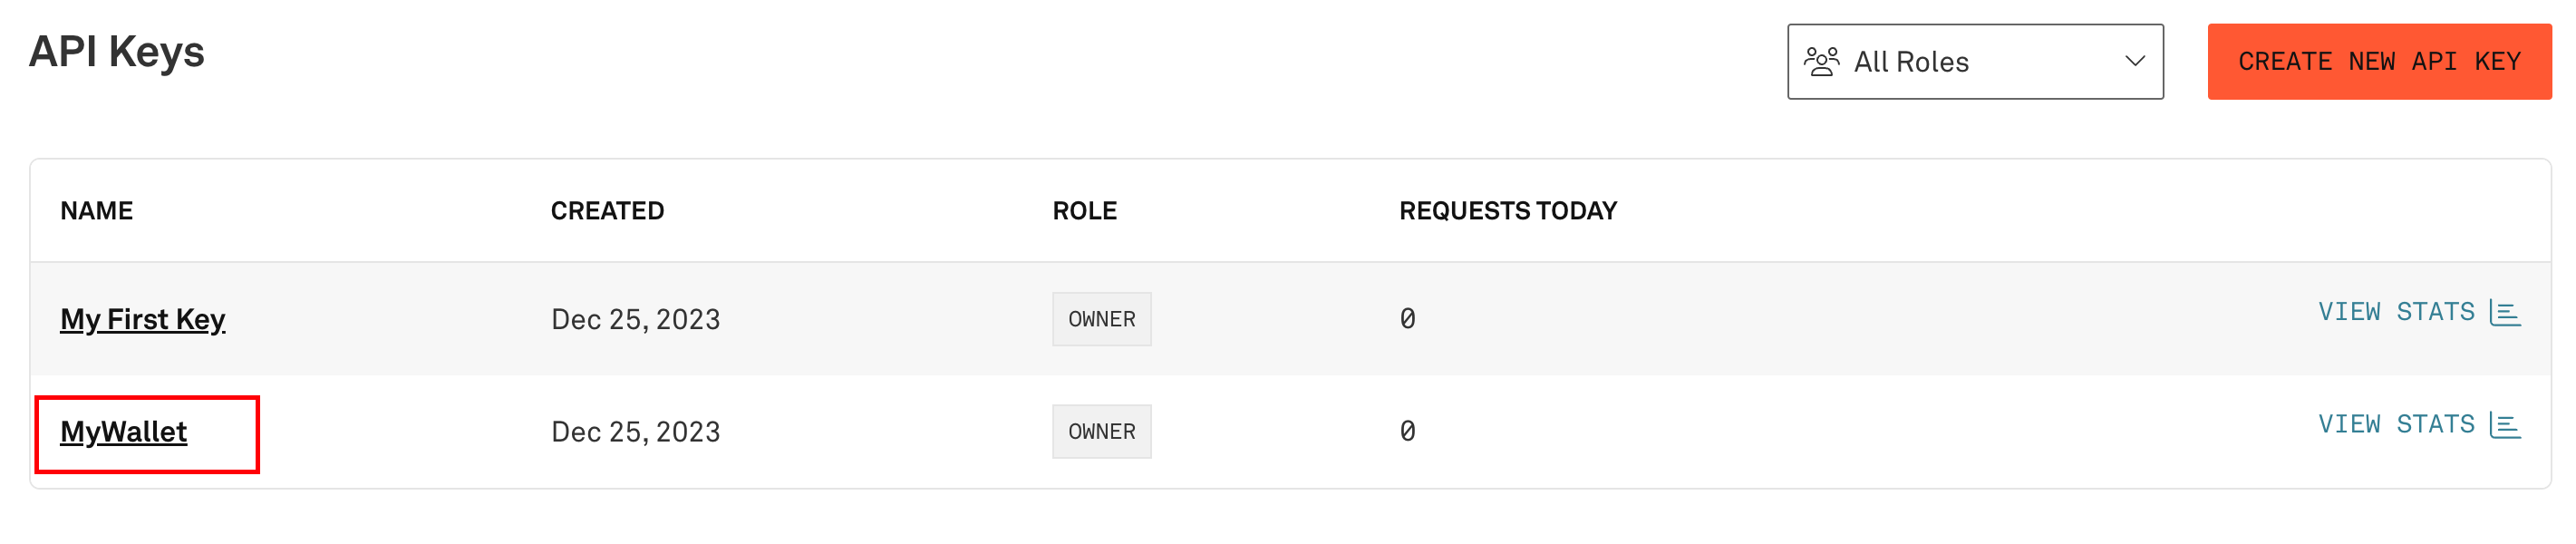 API Keys
All Roles
CREATE NEW API KEY
NAME CREATED ROLE REQUESTS TODAY
My First Key Dec 25, 2023 OWNER 0 VIEW STATS
MyWallet Dec 25, 2023 OWNER 0 VIEW STATS